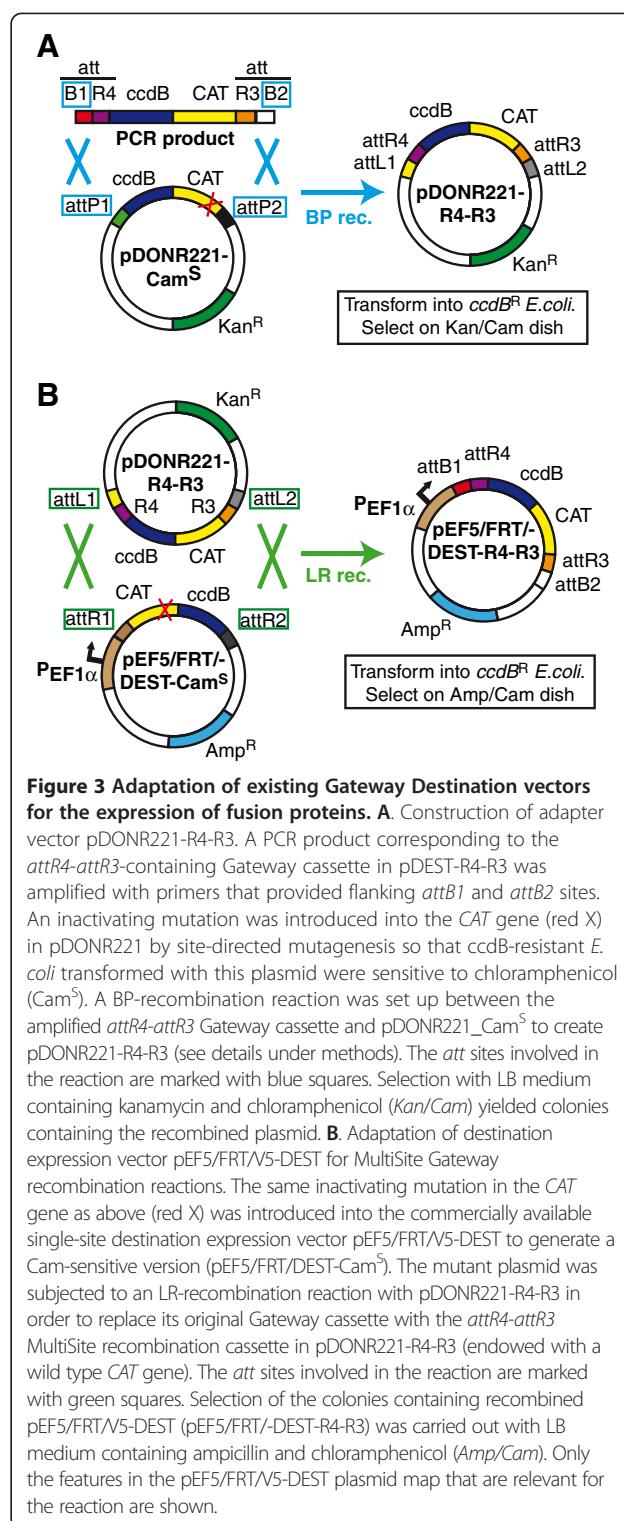 A
att att
B1 R4 ccdB CAT R3 B2
PCR product
ccdB CAT
attP1 attP2
pDONR221-
Cam^S
Kan^R
BP rec.
ccdB
CAT
attR4
attR3
attL1
attL2
pDONR221-
R4-R3
Kan^R
Transform into ccdB^R E.coli.
Select on Kan/Cam dish
B
Kan^R
pDONR221-
R4-R3
attL1 R4 R3 attL2
ccdB CAT
CAT ccdB
attR1 attR2
PEF1α
pEF5/FRT/-
DEST-Cam^S
Amp^R
LR rec.
attR4
attB1
ccdB
PEF1α
CAT
pEF5/FRT/-
DEST-R4-R3
attR3
attB2
Amp^R
Transform into ccdB^R E.coli.
Select on Amp/Cam dish
Figure 3 Adaptation of existing Gateway Destination vectors
for the expression of fusion proteins. A. Construction of adapter
vector pDONR221-R4-R3. A PCR product corresponding to the
attR4-attR3-containing Gateway cassette in pDEST-R4-R3 was
amplified with primers that provided flanking attB1 and attB2 sites.
An inactivating mutation was introduced into the CAT gene (red X)
in pDONR221 by site-directed mutagenesis so that ccdB-resistant E.
coli transformed with this plasmid were sensitive to chloramphenicol
(Cam^S). A BP-recombination reaction was set up between the
amplified attR4-attR3 Gateway cassette and pDONR221_Cam^S to create
pDONR221-R4-R3 (see details under methods). The att sites involved in
the reaction are marked with blue squares. Selection with LB medium
containing kanamycin and chloramphenicol (Kan/Cam) yielded colonies
containing the recombined plasmid. B. Adaptation of destination
expression vector pEF5/FRT/V5-DEST for MultiSite Gateway
recombination reactions. The same inactivating mutation in the CAT
gene as above (red X) was introduced into the commercially available
single-site destination expression vector pEF5/FRT/V5-DEST to generate a
Cam-sensitive version (pEF5/FRT/DEST-Cam^S). The mutant plasmid was
subjected to an LR-recombination reaction with pDONR221-R4-R3 in
order to replace its original Gateway cassette with the attR4-attR3
MultiSite recombination cassette in pDONR221-R4-R3 (endowed with a
wild type CAT gene). The att sites involved in the reaction are marked
with green squares. Selection of the colonies containing recombined
pEF5/FRT/V5-DEST (pEF5/FRT/-DEST-R4-R3) was carried out with LB
medium containing ampicillin and chloramphenicol (Amp/Cam). Only
the features in the pEF5/FRT/V5-DEST plasmid map that are relevant for
the reaction are shown.